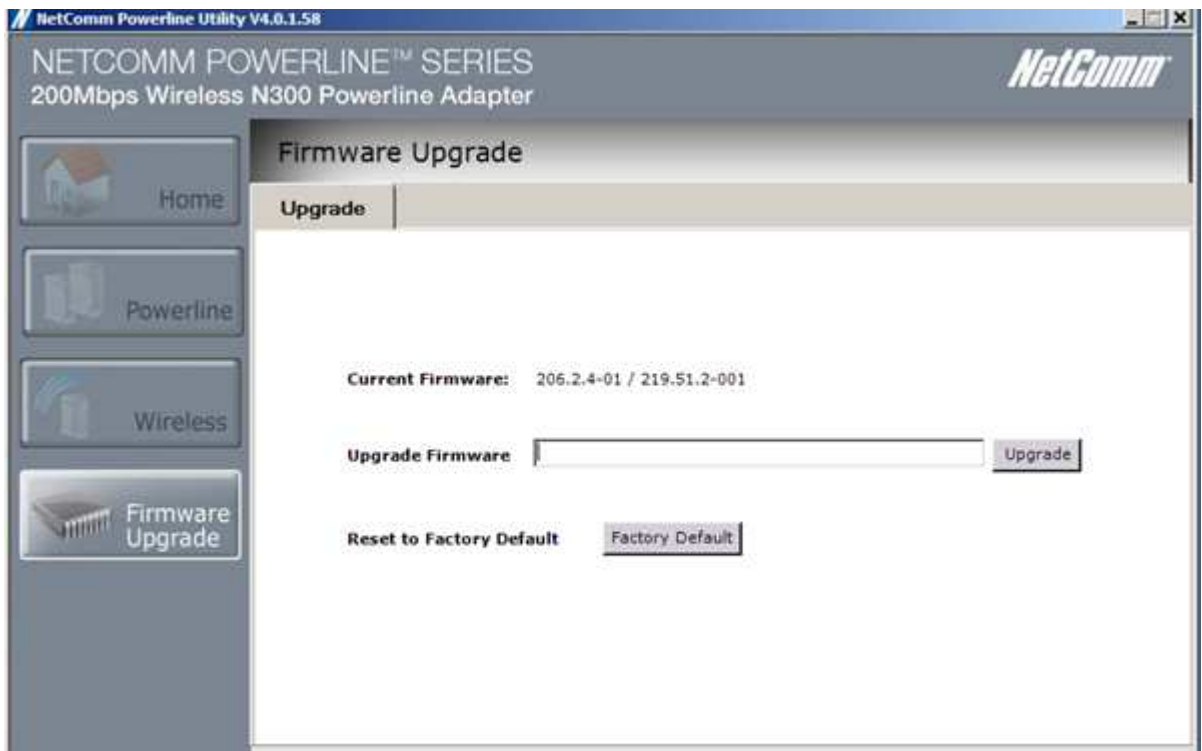 NetComm Powerline Utility V4.0.1.58
NETCOMM POWERLINE™ SERIES
200Mbps Wireless N300 Powerline Adapter
NetComm
Home
Powerline
Wireless
Firmware
Upgrade
Firmware Upgrade
Upgrade
Current Firmware: 206.2.4-01 / 219.51.2-001
Upgrade Firmware Upgrade
Reset to Factory Default Factory Default